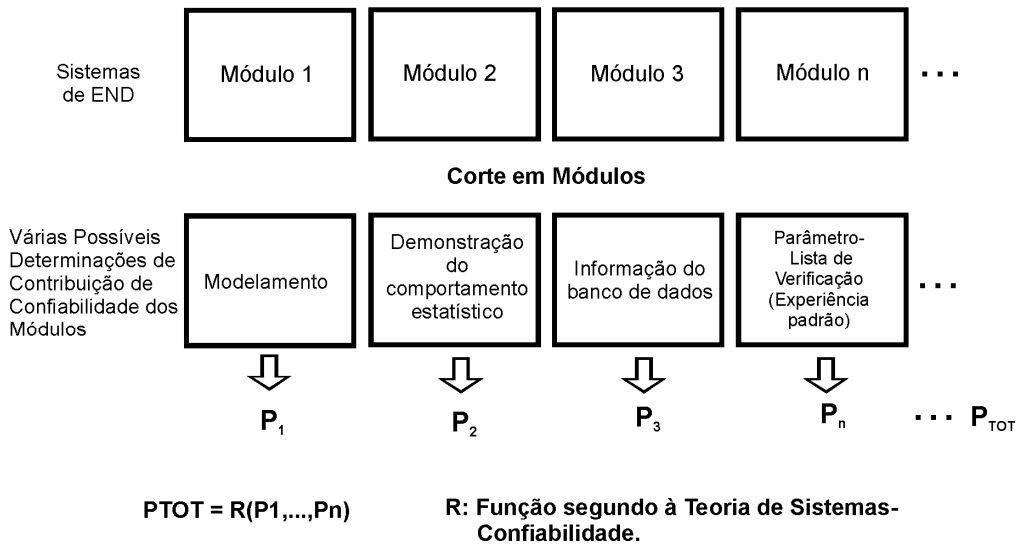 Sistemas
de END
Módulo 1
Módulo 2
Módulo 3
Módulo n
...
Corte em Módulos
Várias Possíveis
Determinações de
Contribuição de
Confiabilidade dos
Módulos
Modelamento
Demonstração
do
comportamento
estatístico
Informação do
banco de dados
Parâmetro-
Lista de
Verificação
(Experiência
padrão)
...
P1
P2
P3
Pn
... PTOT
PTOT = R(P1,...,Pn)
R: Função segundo à Teoria de Sistemas-
Confiabilidade.